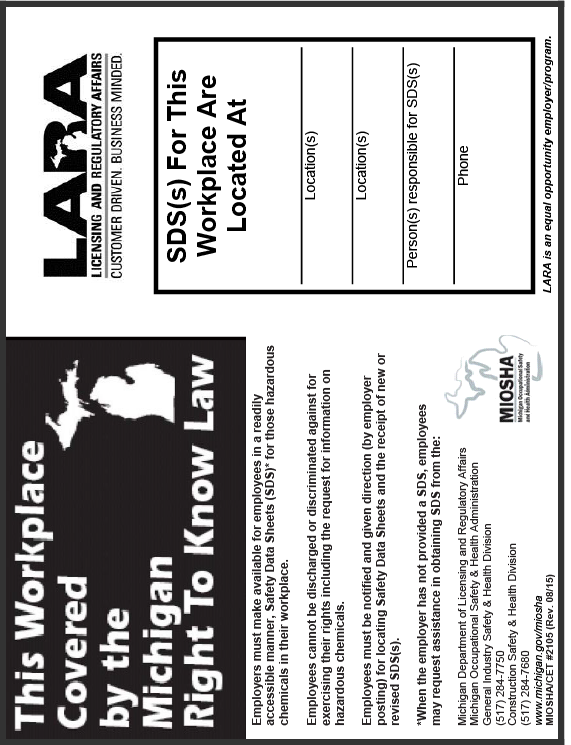 This Workplace
Covered
by the
Michigan
Right To Know Law
Employers must make available for employees in a readily
accessible manner, Safety Data Sheets (SDS)* for those hazardous
chemicals in their workplace.
Employees cannot be discharged or discriminated against for
exercising their rights including the request for information on
hazardous chemicals.
Employees must be notified and given direction (by employer
posting) for locating Safety Data Sheets and the receipt of new or
revised SDS(s).
*When the employer has not provided a SDS, employees
may request assistance in obtaining SDS from the:
Michigan Department of Licensing and Regulatory Affairs
Michigan Occupational Safety & Health Administration
General Industry Safety & Health Division
(517) 284-7750
Construction Safety & Health Division
(517) 284-7680
www.michigan.gov/miosha
MIOSHA/CET #2105 (Rev. 08/15)
MIOSHA
Michigan Occupational Safety
and Health Administration
LARA
LICENSING AND REGULATORY AFFAIRS
CUSTOMER DRIVEN. BUSINESS MINDED.
SDS(s) For This
Workplace Are
Located At
Location(s)
Location(s)
Person(s) responsible for SDS(s)
Phone
LARA is an equal opportunity employer/program.